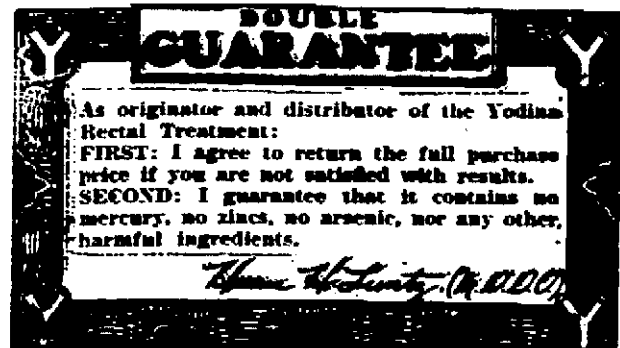 Y Y
DOUBLE
GUARANTEE
As originator and distributor of the Yodinn
Rectal Treatment:
FIRST: I agree to return the full purchase
price if you are not satisfied with results.
SECOND: I guarantee that it contains no
mercury, no zincs, no arsenic, nor any other,
harmful ingredients.
Y Y